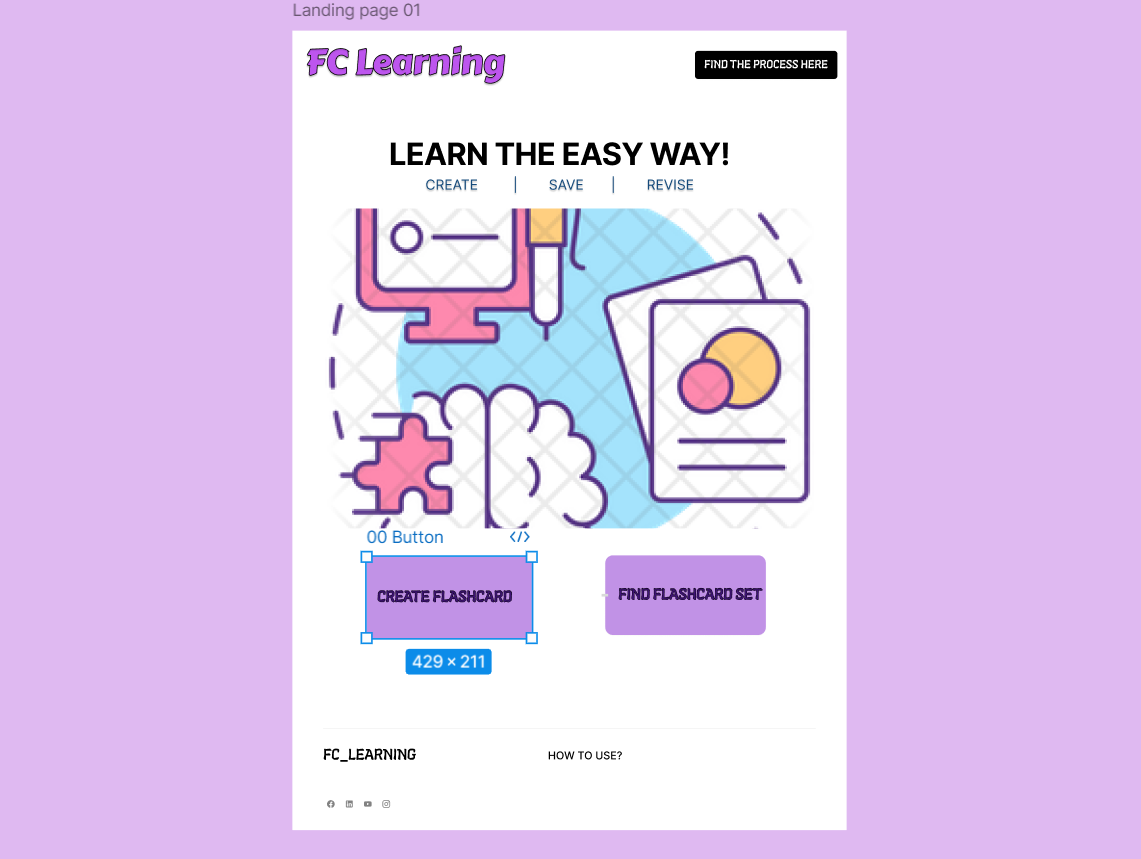 Landing page 01
FC Learning
FIND THE PROCESS HERE
LEARN THE EASY WAY!
CREATE | SAVE | REVISE
00 Button </>
CREATE FLASHCARD
FIND FLASHCARD SET
429 × 211
FC_LEARNING
HOW TO USE?